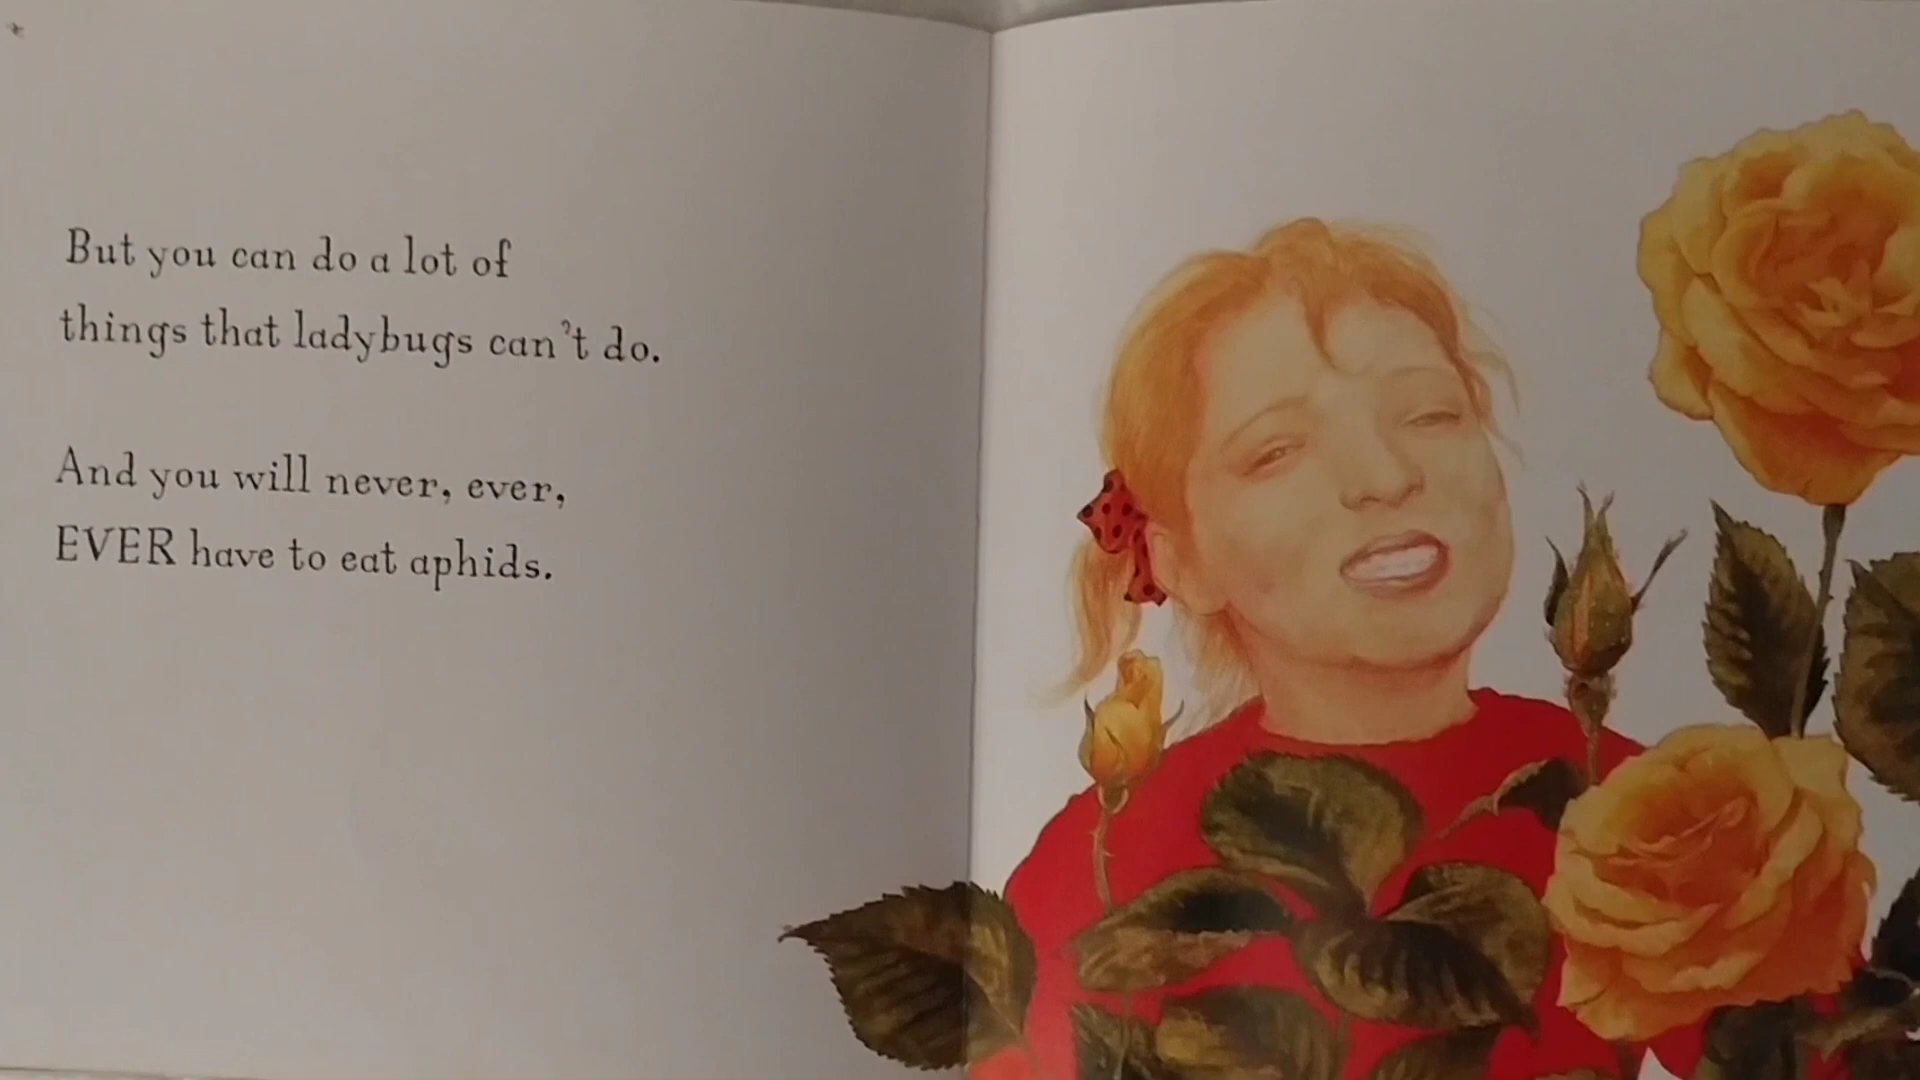 But you can do a lot of
things that ladybugs can't do.
And you will never, ever,
EVER have to eat aphids.